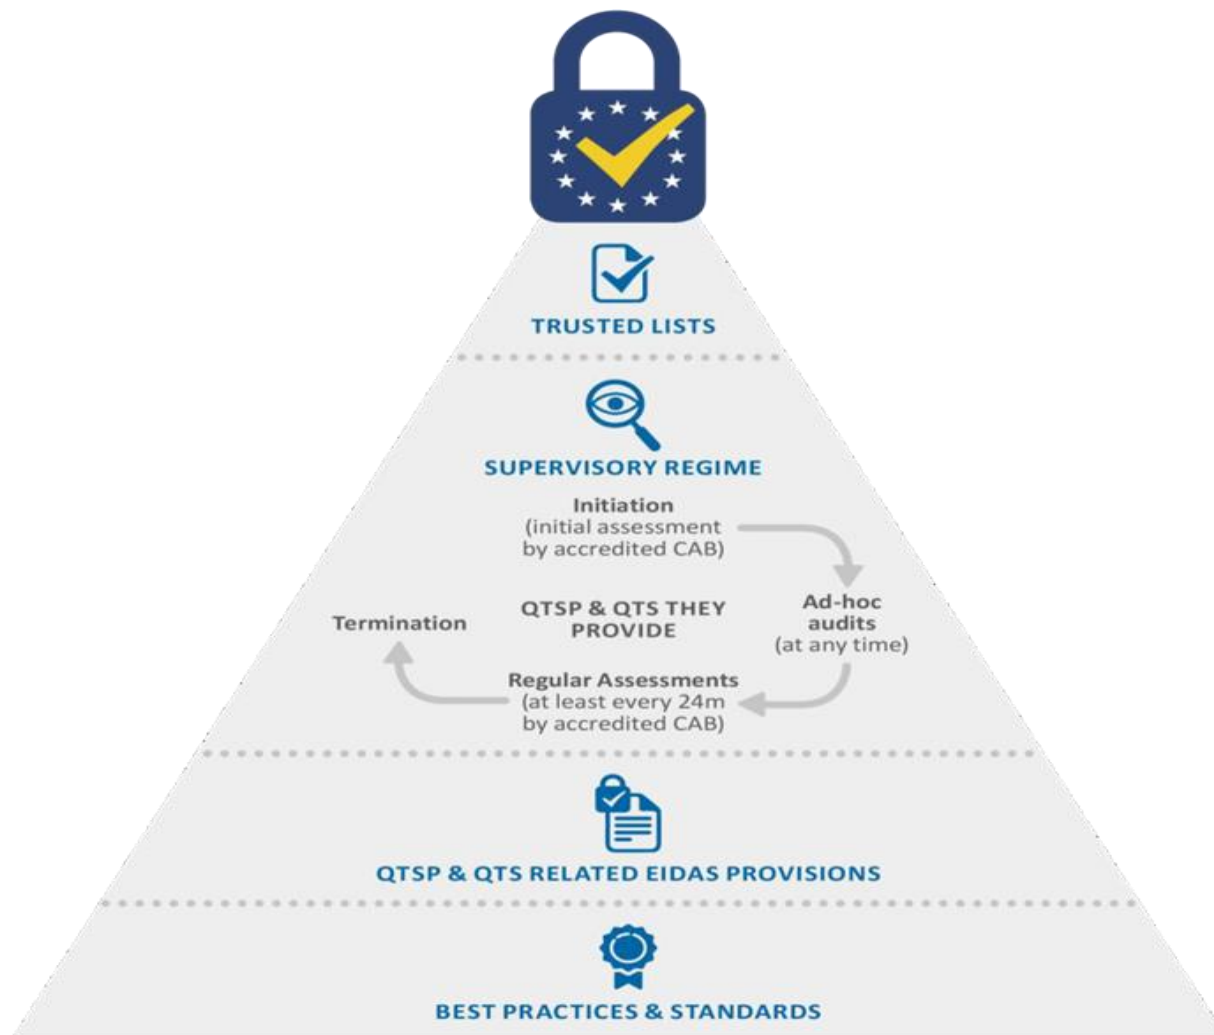 TRUSTED LISTS
SUPERVISORY REGIME
Initiation
(initial assessment
by accredited CAB)
Ad-hoc
audits
(at any time)
QTSP & QTS THEY
PROVIDE
Termination
Regular Assessments
(at least every 24m
by accredited CAB)
QTSP & QTS RELATED EIDAS PROVISIONS
BEST PRACTICES & STANDARDS